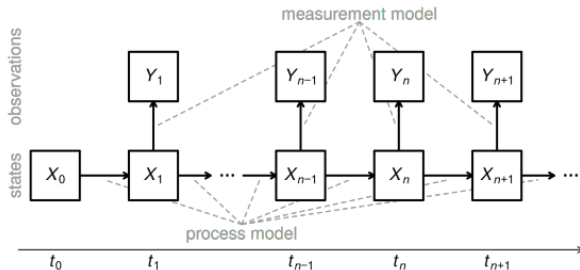 measurement model
observations
Y1 Yn−1 Yn Yn+1
states
X0 X1 ... Xn−1 Xn Xn+1 ...
process model
t0 t1 tn−1 tn tn+1